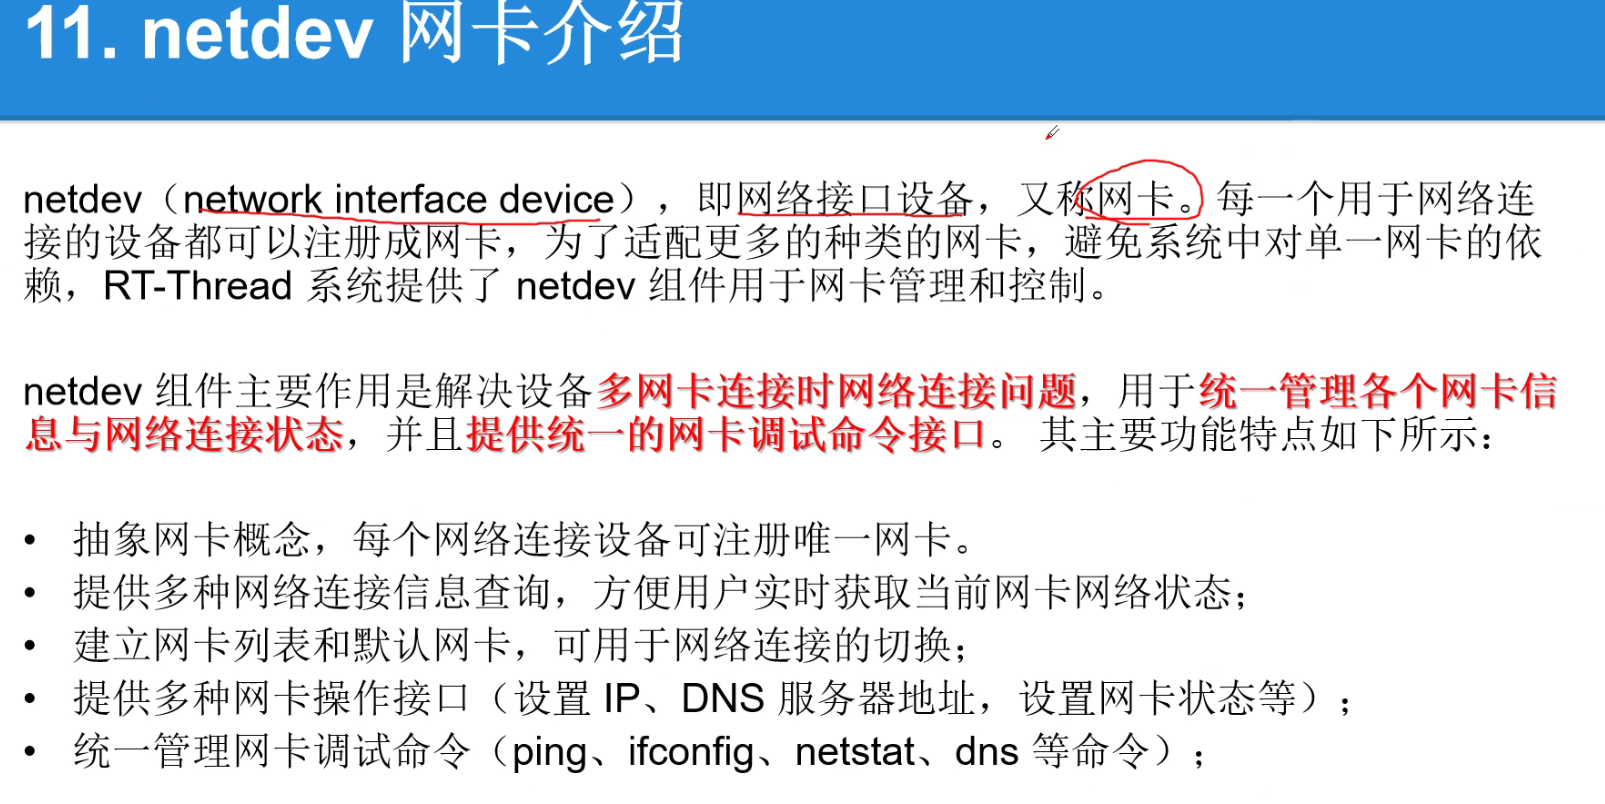 11. netdev 网卡介绍
netdev（network interface device），即网络接口设备，又称网卡。每一个用于网络连
接的设备都可以注册成网卡，为了适配更多的种类的网卡，避免系统中对单一网卡的依
赖，RT-Thread 系统提供了 netdev 组件用于网卡管理和控制。
netdev 组件主要作用是解决设备多网卡连接时网络连接问题，用于统一管理各个网卡信
息与网络连接状态，并且提供统一的网卡调试命令接口。 其主要功能特点如下所示：
• 抽象网卡概念，每个网络连接设备可注册唯一网卡。
• 提供多种网络连接信息查询，方便用户实时获取当前网卡网络状态；
• 建立网卡列表和默认网卡，可用于网络连接的切换；
• 提供多种网卡操作接口（设置 IP、DNS 服务器地址，设置网卡状态等）；
• 统一管理网卡调试命令（ping、ifconfig、netstat、dns 等命令）；